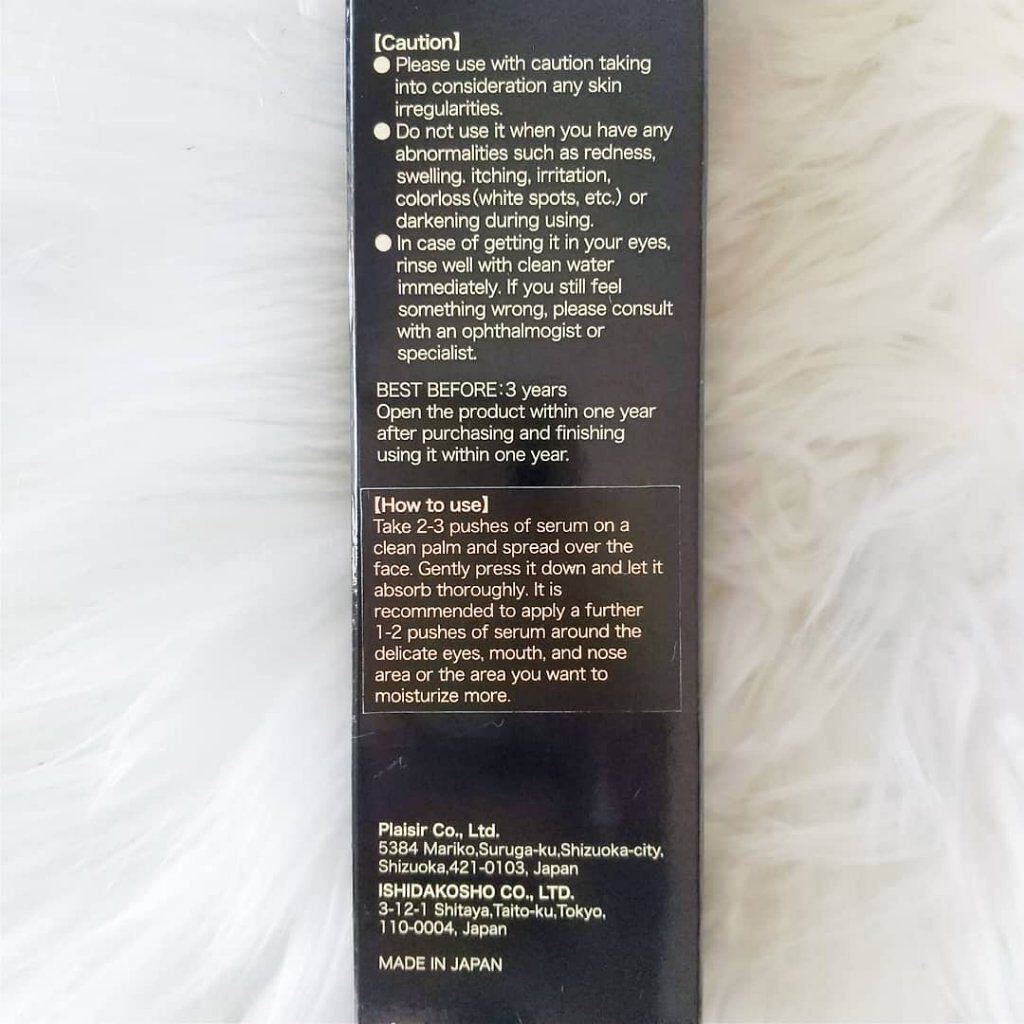 【Caution】
● Please use with caution taking
into consideration any skin
irregularities.
● Do not use it when you have any
abnormalities such as redness,
swelling, itching, irritation,
colorloss(white spots, etc.) or
darkening during using.
● In case of getting it in your eyes,
rinse well with clean water
immediately. If you still feel
something wrong, please consult
with an ophthalmogist or
specialist.
BEST BEFORE:3 years
Open the product within one year
after purchasing and finishing
using it within one year.
【How to use】
Take 2-3 pushes of serum on a
clean palm and spread over the
face. Gently press it down and let it
absorb thoroughly. It is
recommended to apply a further
1-2 pushes of serum around the
delicate eyes, mouth, and nose
area or the area you want to
moisturize more.
Plaisir Co., Ltd.
5384 Mariko,Suruga-ku,Shizuoka-city,
Shizuoka,421-0103, Japan
ISHIDAKOSHO CO., LTD.
3-12-1 Shitaya,Taito-ku,Tokyo,
110-0004, Japan
MADE IN JAPAN